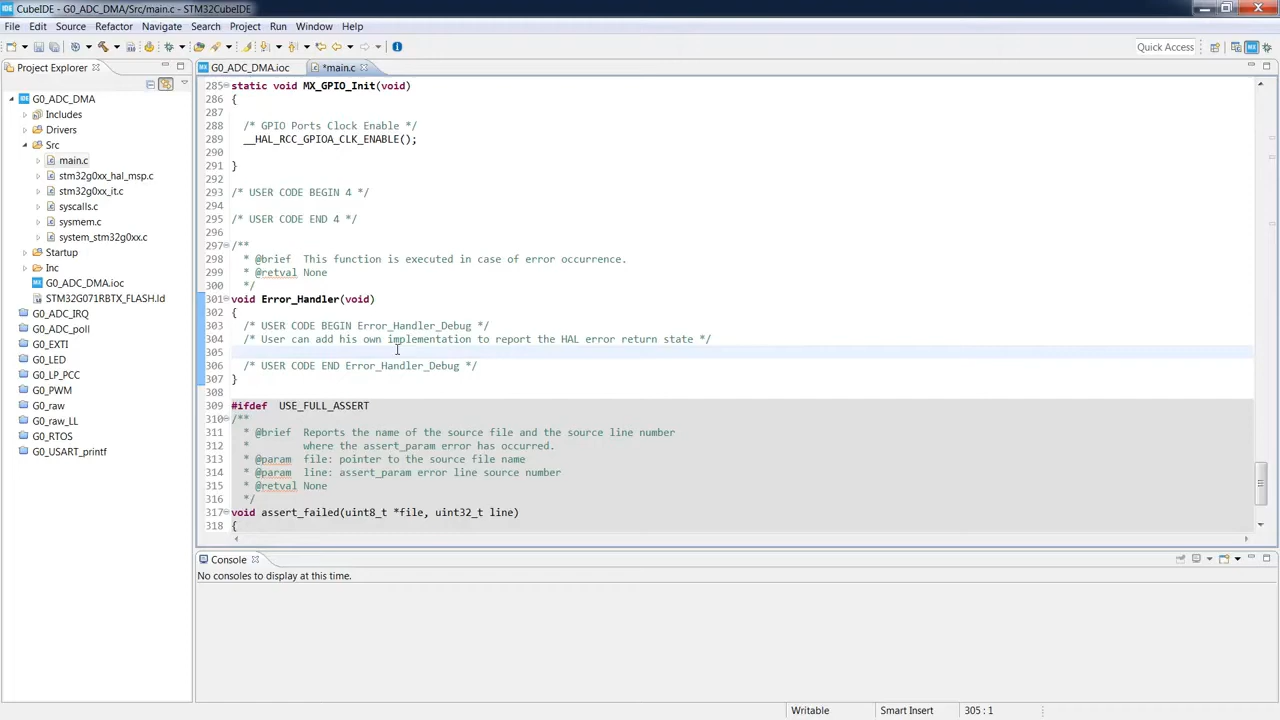 CubeIDE - G0_ADC_DMA/Src/main.c - STM32CubeIDE
File Edit Source Refactor Navigate Search Project Run Window Help
Quick Access
Project Explorer
G0_ADC_DMA.ioc
*main.c
G0_ADC_DMA
Includes
Drivers
Src
main.c
stm32g0xx_hal_msp.c
stm32g0xx_it.c
syscalls.c
sysmem.c
system_stm32g0xx.c
Startup
Inc
G0_ADC_DMA.ioc
STM32G071RBTX_FLASH.ld
G0_ADC_IRQ
G0_ADC_poll
G0_EXTI
G0_LED
G0_LP_PCC
G0_PWM
G0_raw
G0_raw_LL
G0_RTOS
G0_USART_printf
285 static void MX_GPIO_Init(void)
286 {
287
288 /* GPIO Ports Clock Enable */
289 __HAL_RCC_GPIOA_CLK_ENABLE();
290
291 }
292
293 /* USER CODE BEGIN 4 */
294
295 /* USER CODE END 4 */
296
297 /**
298 * @brief This function is executed in case of error occurrence.
299 * @retval None
300 */
301 void Error_Handler(void)
302 {
303 /* USER CODE BEGIN Error_Handler_Debug */
304 /* User can add his own implementation to report the HAL error return state */
305
306 /* USER CODE END Error_Handler_Debug */
307 }
308
309 #ifdef USE_FULL_ASSERT
310 /**
311 * @brief Reports the name of the source file and the source line number
312 * where the assert_param error has occurred.
313 * @param file: pointer to the source file name
314 * @param line: assert_param error line source number
315 * @retval None
316 */
317 void assert_failed(uint8_t *file, uint32_t line)
318 {
Console
No consoles to display at this time.
Writable
Smart Insert
305 : 1